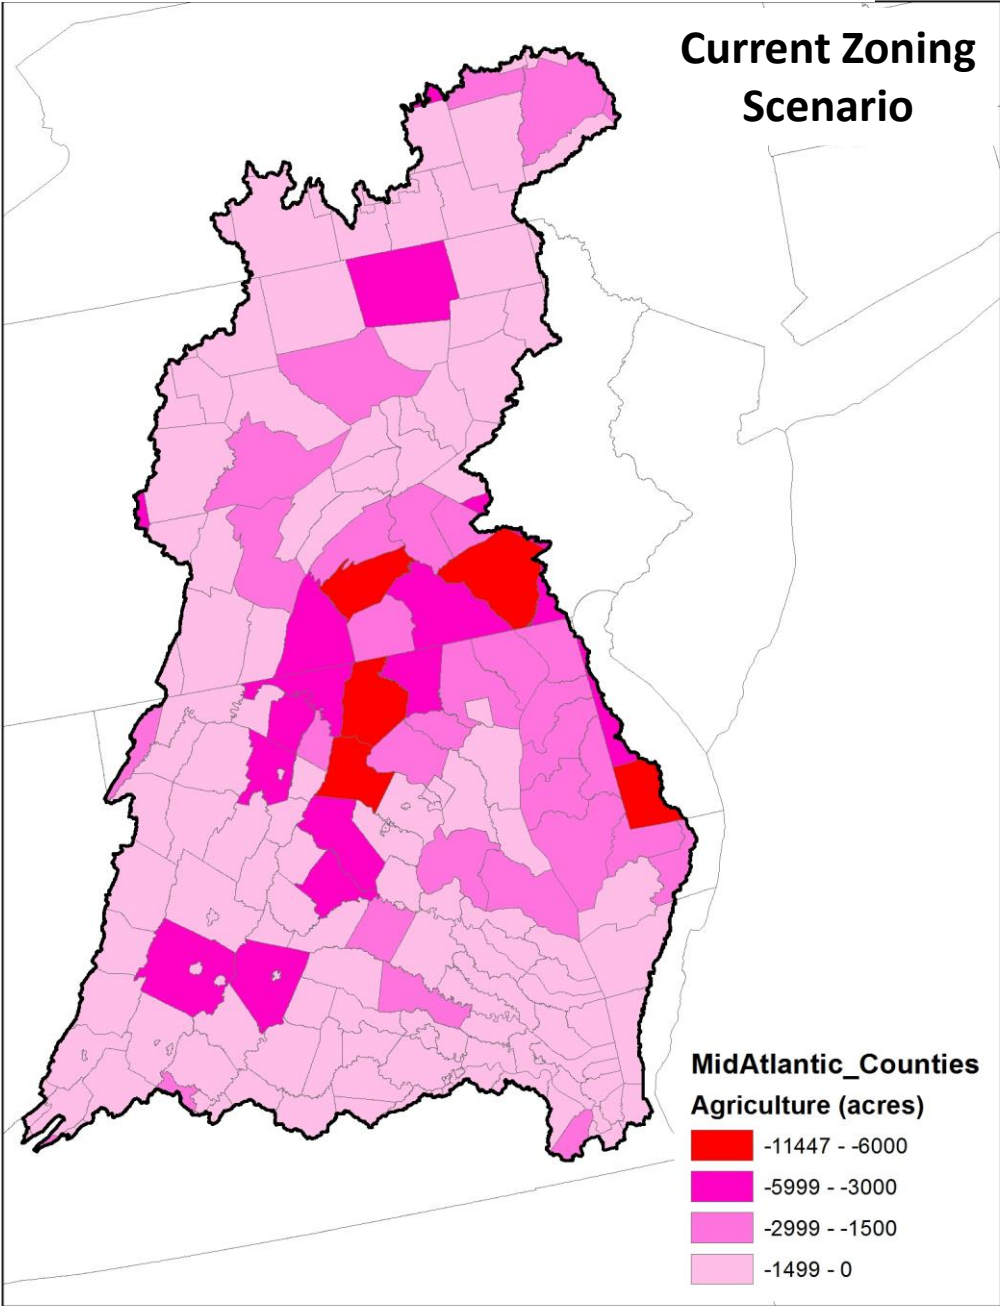 Current Zoning
Scenario
MidAtlantic_Counties
Agriculture (acres)
-11447 - -6000
-5999 - -3000
-2999 - -1500
-1499 - 0